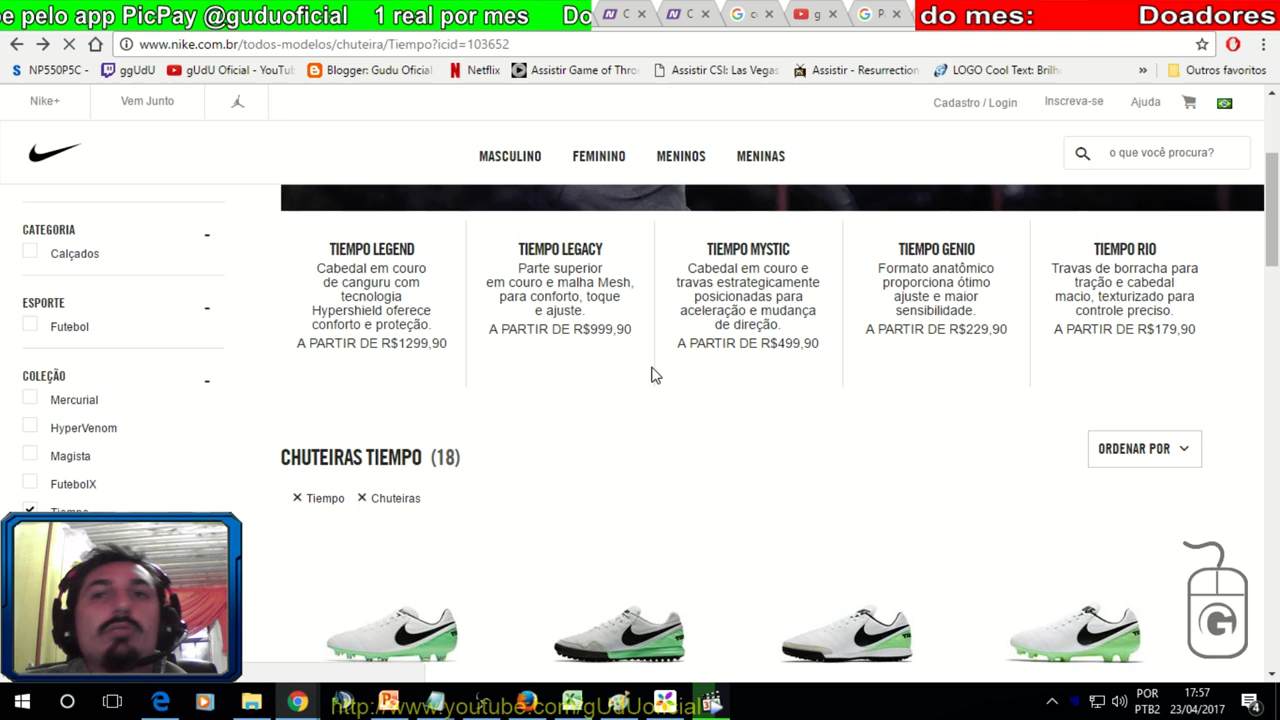 e pelo app PicPay @guduoficial 1 real por mes Do
do mes: Doadores
www.nike.com.br/todos-modelos/chuteira/Tiempo?icid=103652
NP550P5C -
ggUdU
gUdU Oficial - YouTu
Blogger: Gudu Oficial
Netflix
Assistir Game of Thro
Assistir CSI: Las Vegas
Assistir - Resurrection
LOGO Cool Text: Brilh
»
Outros favoritos
Nike+
Vem Junto
Cadastro / Login
Inscreva-se
Ajuda
MASCULINO
FEMININO
MENINOS
MENINAS
o que você procura?
CATEGORIA
-
Calçados
ESPORTE
-
Futebol
COLEÇÃO
-
Mercurial
HyperVenom
Magista
FutebolX
Tiempo
TIEMPO LEGEND
Cabedal em couro
de canguru com
tecnologia
Hypershield oferece
conforto e proteção.
A PARTIR DE R$1299,90
TIEMPO LEGACY
Parte superior
em couro e malha Mesh,
para conforto, toque
e ajuste.
A PARTIR DE R$999,90
TIEMPO MYSTIC
Cabedal em couro e
travas estrategicamente
posicionadas para
aceleração e mudança
de direção.
A PARTIR DE R$499,90
TIEMPO GENIO
Formato anatômico
proporciona ótimo
ajuste e maior
sensibilidade.
A PARTIR DE R$229,90
TIEMPO RIO
Travas de borracha para
tração e cabedal
macio, texturizado para
controle preciso.
A PARTIR DE R$179,90
CHUTEIRAS TIEMPO (18)
ORDENAR POR
✕ Tiempo ✕ Chuteiras
G
http://www.youtube.com/gUdUoficial
POR
PTB2
17:57
23/04/2017
4